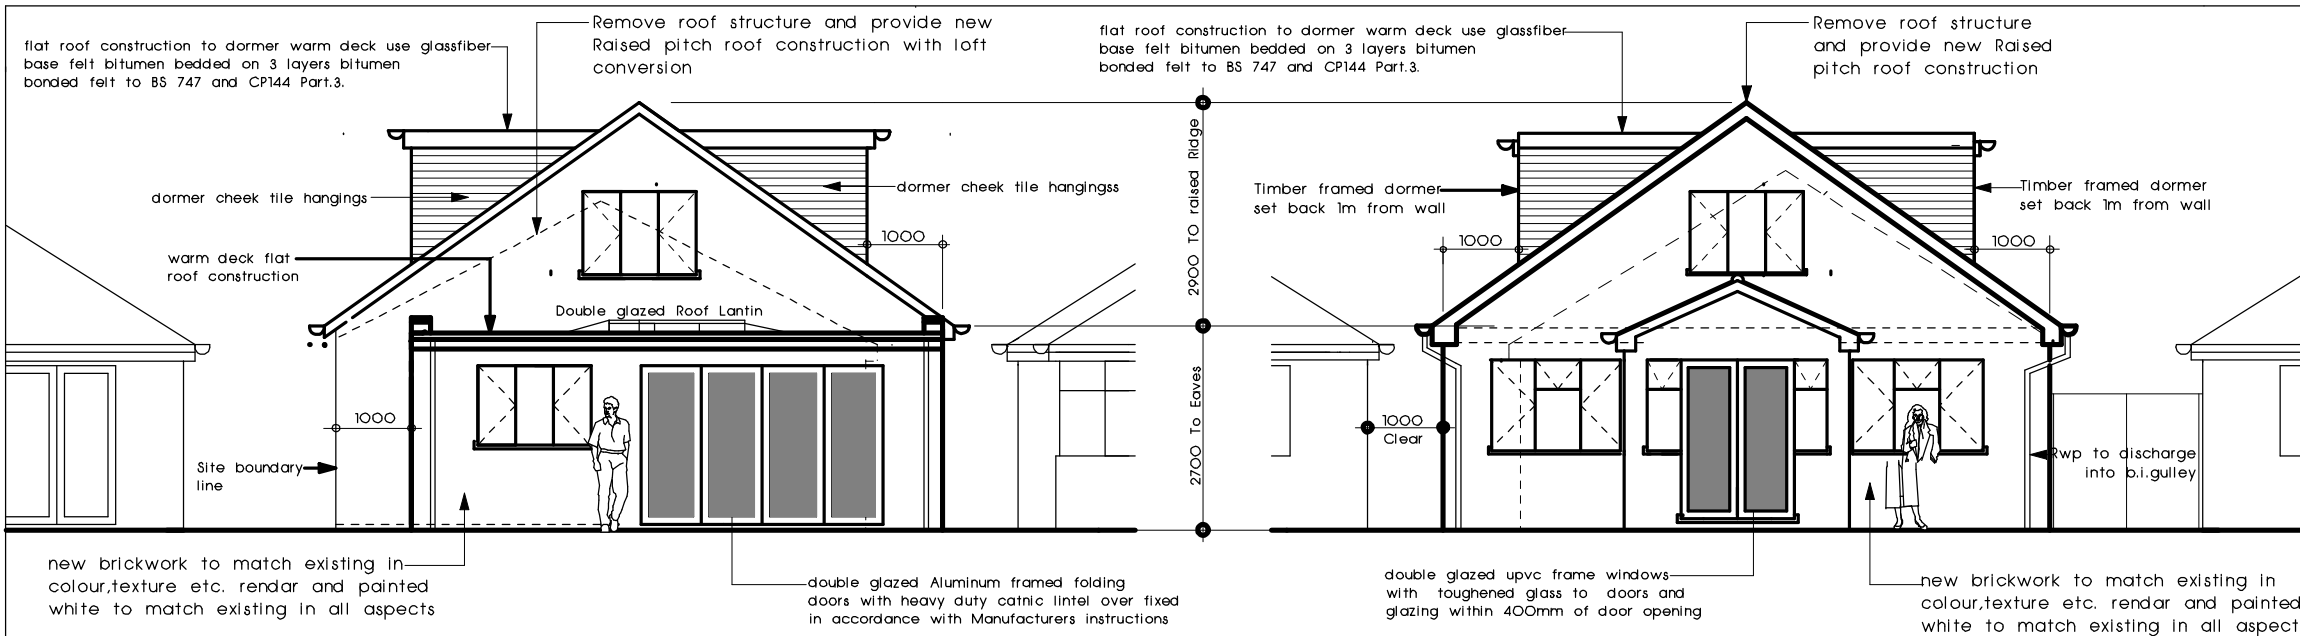 Remove roof structure and provide new
Raised pitch roof construction with loft
conversion
flat roof construction to dormer warm deck use glassfiber
base felt bitumen bedded on 3 layers bitumen
bonded felt to BS 747 and CP144 Part.3.
flat roof construction to dormer warm deck use glassfiber
base felt bitumen bedded on 3 layers bitumen
bonded felt to BS 747 and CP144 Part.3.
Remove roof structure
and provide new Raised
pitch roof construction
dormer cheek tile hangings
dormer cheek tile hangingss
Timber framed dormer
set back 1m from wall
Timber framed dormer
set back 1m from wall
2900 TO raised Ridge
1000
1000
1000
warm deck flat
roof construction
Double glazed Roof Lantin
2700 To Eaves
1000
1000
Clear
Site boundary
line
Rwp to discharge
into b.i.gulley
new brickwork to match existing in
colour,texture etc. rendar and painted
white to match existing in all aspects
double glazed Aluminum framed folding
doors with heavy duty catnic lintel over fixed
in accordance with Manufacturers instructions
double glazed upvc frame windows
with toughened glass to doors and
glazing within 400mm of door opening
new brickwork to match existing in
colour,texture etc. rendar and painted
white to match existing in all aspect